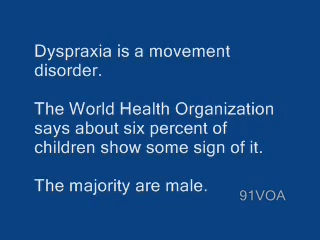 Dyspraxia is a movement
disorder.
The World Health Organization
says about six percent of
children show some sign of it.
The majority are male.
91VOA